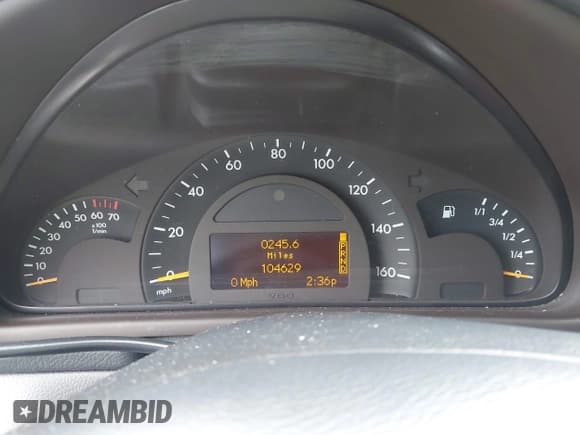 80
60 100
40 120
20 140
0 160
mph
0 10 20 30 40 50 60 70
x100
1/min
1/1
3/4
1/2
1/4
0
0245.6
Miles
104629
0 Mph 2:36p
P
R
N
D
VDO
DREAMBID